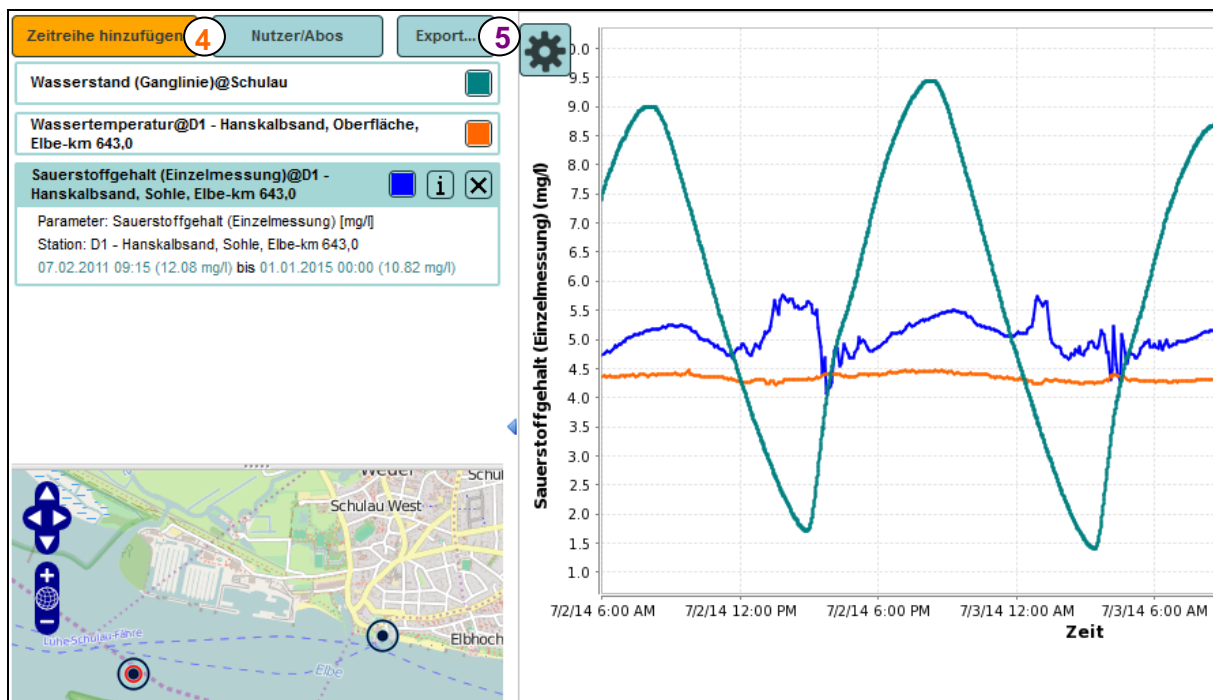 Zeitreihe hinzufügen
4
Nutzer/Abos
Export...
5
Wasserstand (Ganglinie)@Schulau
Wassertemperatur@D1 - Hanskalbsand, Oberfläche,
Elbe-km 643,0
Sauerstoffgehalt (Einzelmessung)@D1 -
Hanskalbsand, Sohle, Elbe-km 643,0
i
Parameter: Sauerstoffgehalt (Einzelmessung) [mg/l]
Station: D1 - Hanskalbsand, Sohle, Elbe-km 643,0
07.02.2011 09:15 (12.08 mg/l) bis 01.01.2015 00:00 (10.82 mg/l)
Schulau West
Luhe-Schulau-Fähre
Elbe
Elbhoch
Sauerstoffgehalt (Einzelmessung) (mg/l)
0.0
9.5
9.0
8.5
8.0
7.5
7.0
6.5
6.0
5.5
5.0
4.5
4.0
3.5
3.0
2.5
2.0
1.5
1.0
7/2/14 6:00 AM
7/2/14 12:00 PM
7/2/14 6:00 PM
7/3/14 12:00 AM
7/3/14 6:00 AM
Zeit